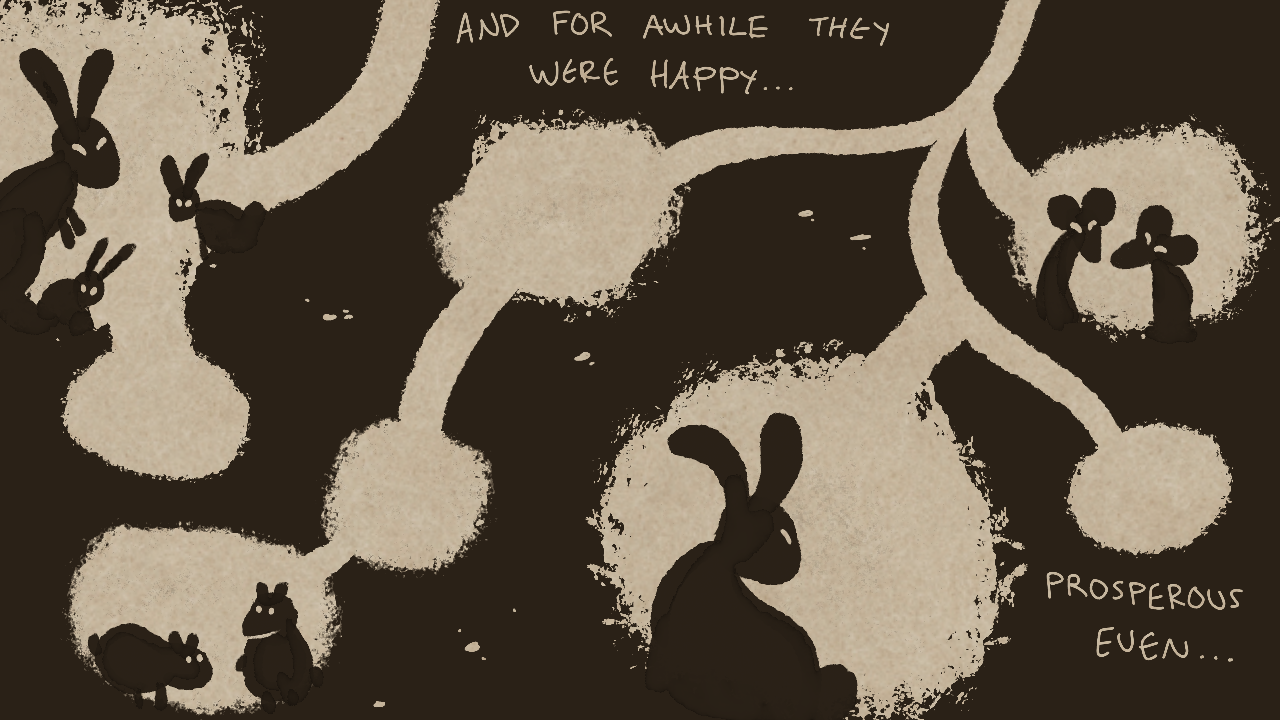 AND FOR AWHILE THEY
WERE HAPPY...
PROSPEROUS
EVEN...